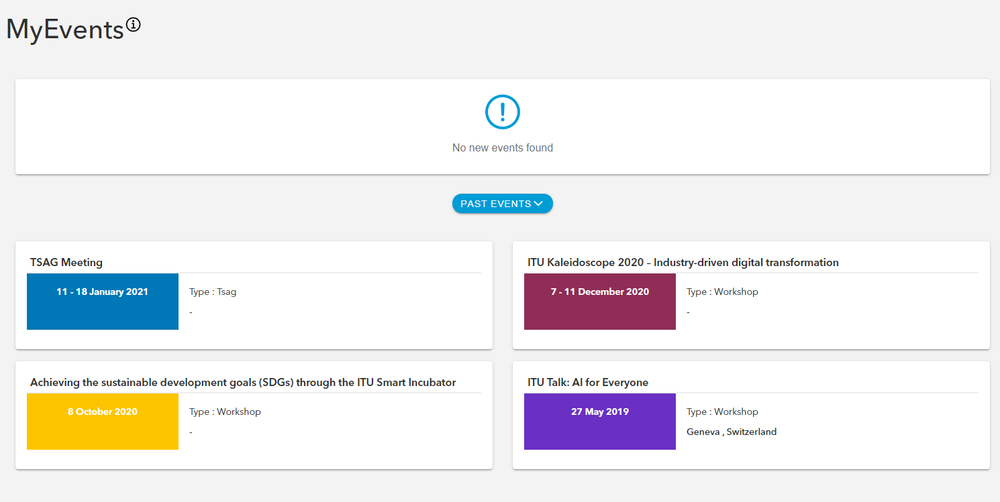 MyEvents
No new events found
PAST EVENTS
TSAG Meeting
11 - 18 January 2021
Type : Tsag
-
ITU Kaleidoscope 2020 – Industry-driven digital transformation
7 - 11 December 2020
Type : Workshop
-
Achieving the sustainable development goals (SDGs) through the ITU Smart Incubator
8 October 2020
Type : Workshop
-
ITU Talk: AI for Everyone
27 May 2019
Type : Workshop
Geneva , Switzerland